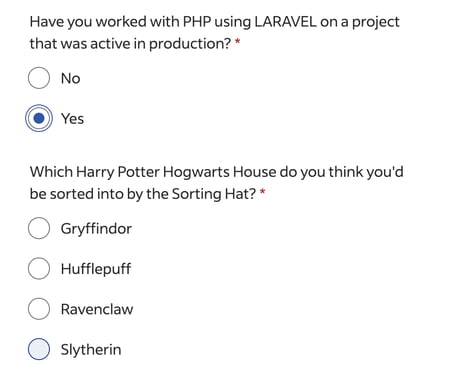 Have you worked with PHP using LARAVEL on a project
that was active in production? *
No
Yes
Which Harry Potter Hogwarts House do you think you'd
be sorted into by the Sorting Hat? *
Gryffindor
Hufflepuff
Ravenclaw
Slytherin